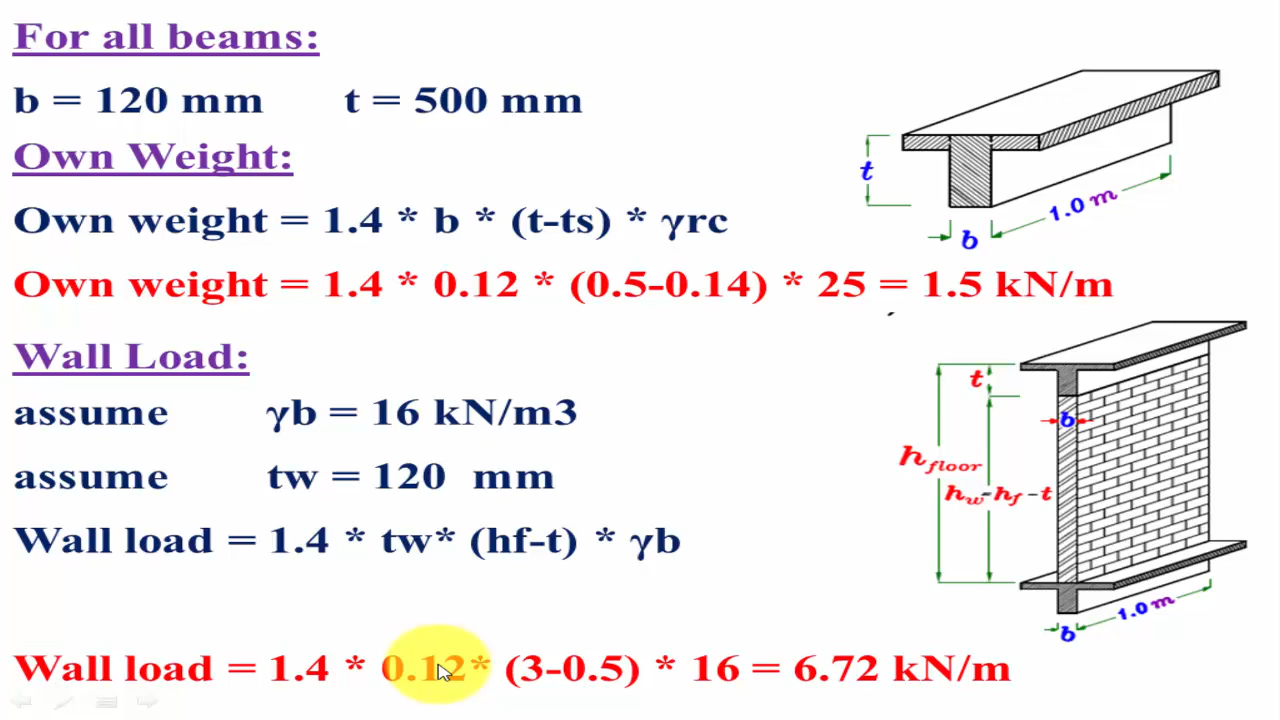 For all beams:
b = 120 mm t = 500 mm
Own Weight:
Own weight = 1.4 * b * (t-ts) * γrc
Own weight = 1.4 * 0.12 * (0.5-0.14) * 25 = 1.5 kN/m
t
b
1.0 m
Wall Load:
assume γb = 16 kN/m3
assume tw = 120 mm
Wall load = 1.4 * tw* (hf-t) * γb
Wall load = 1.4 * 0.12* (3-0.5) * 16 = 6.72 kN/m
t
b
hfloor
hw=hf-t
b
1.0 m